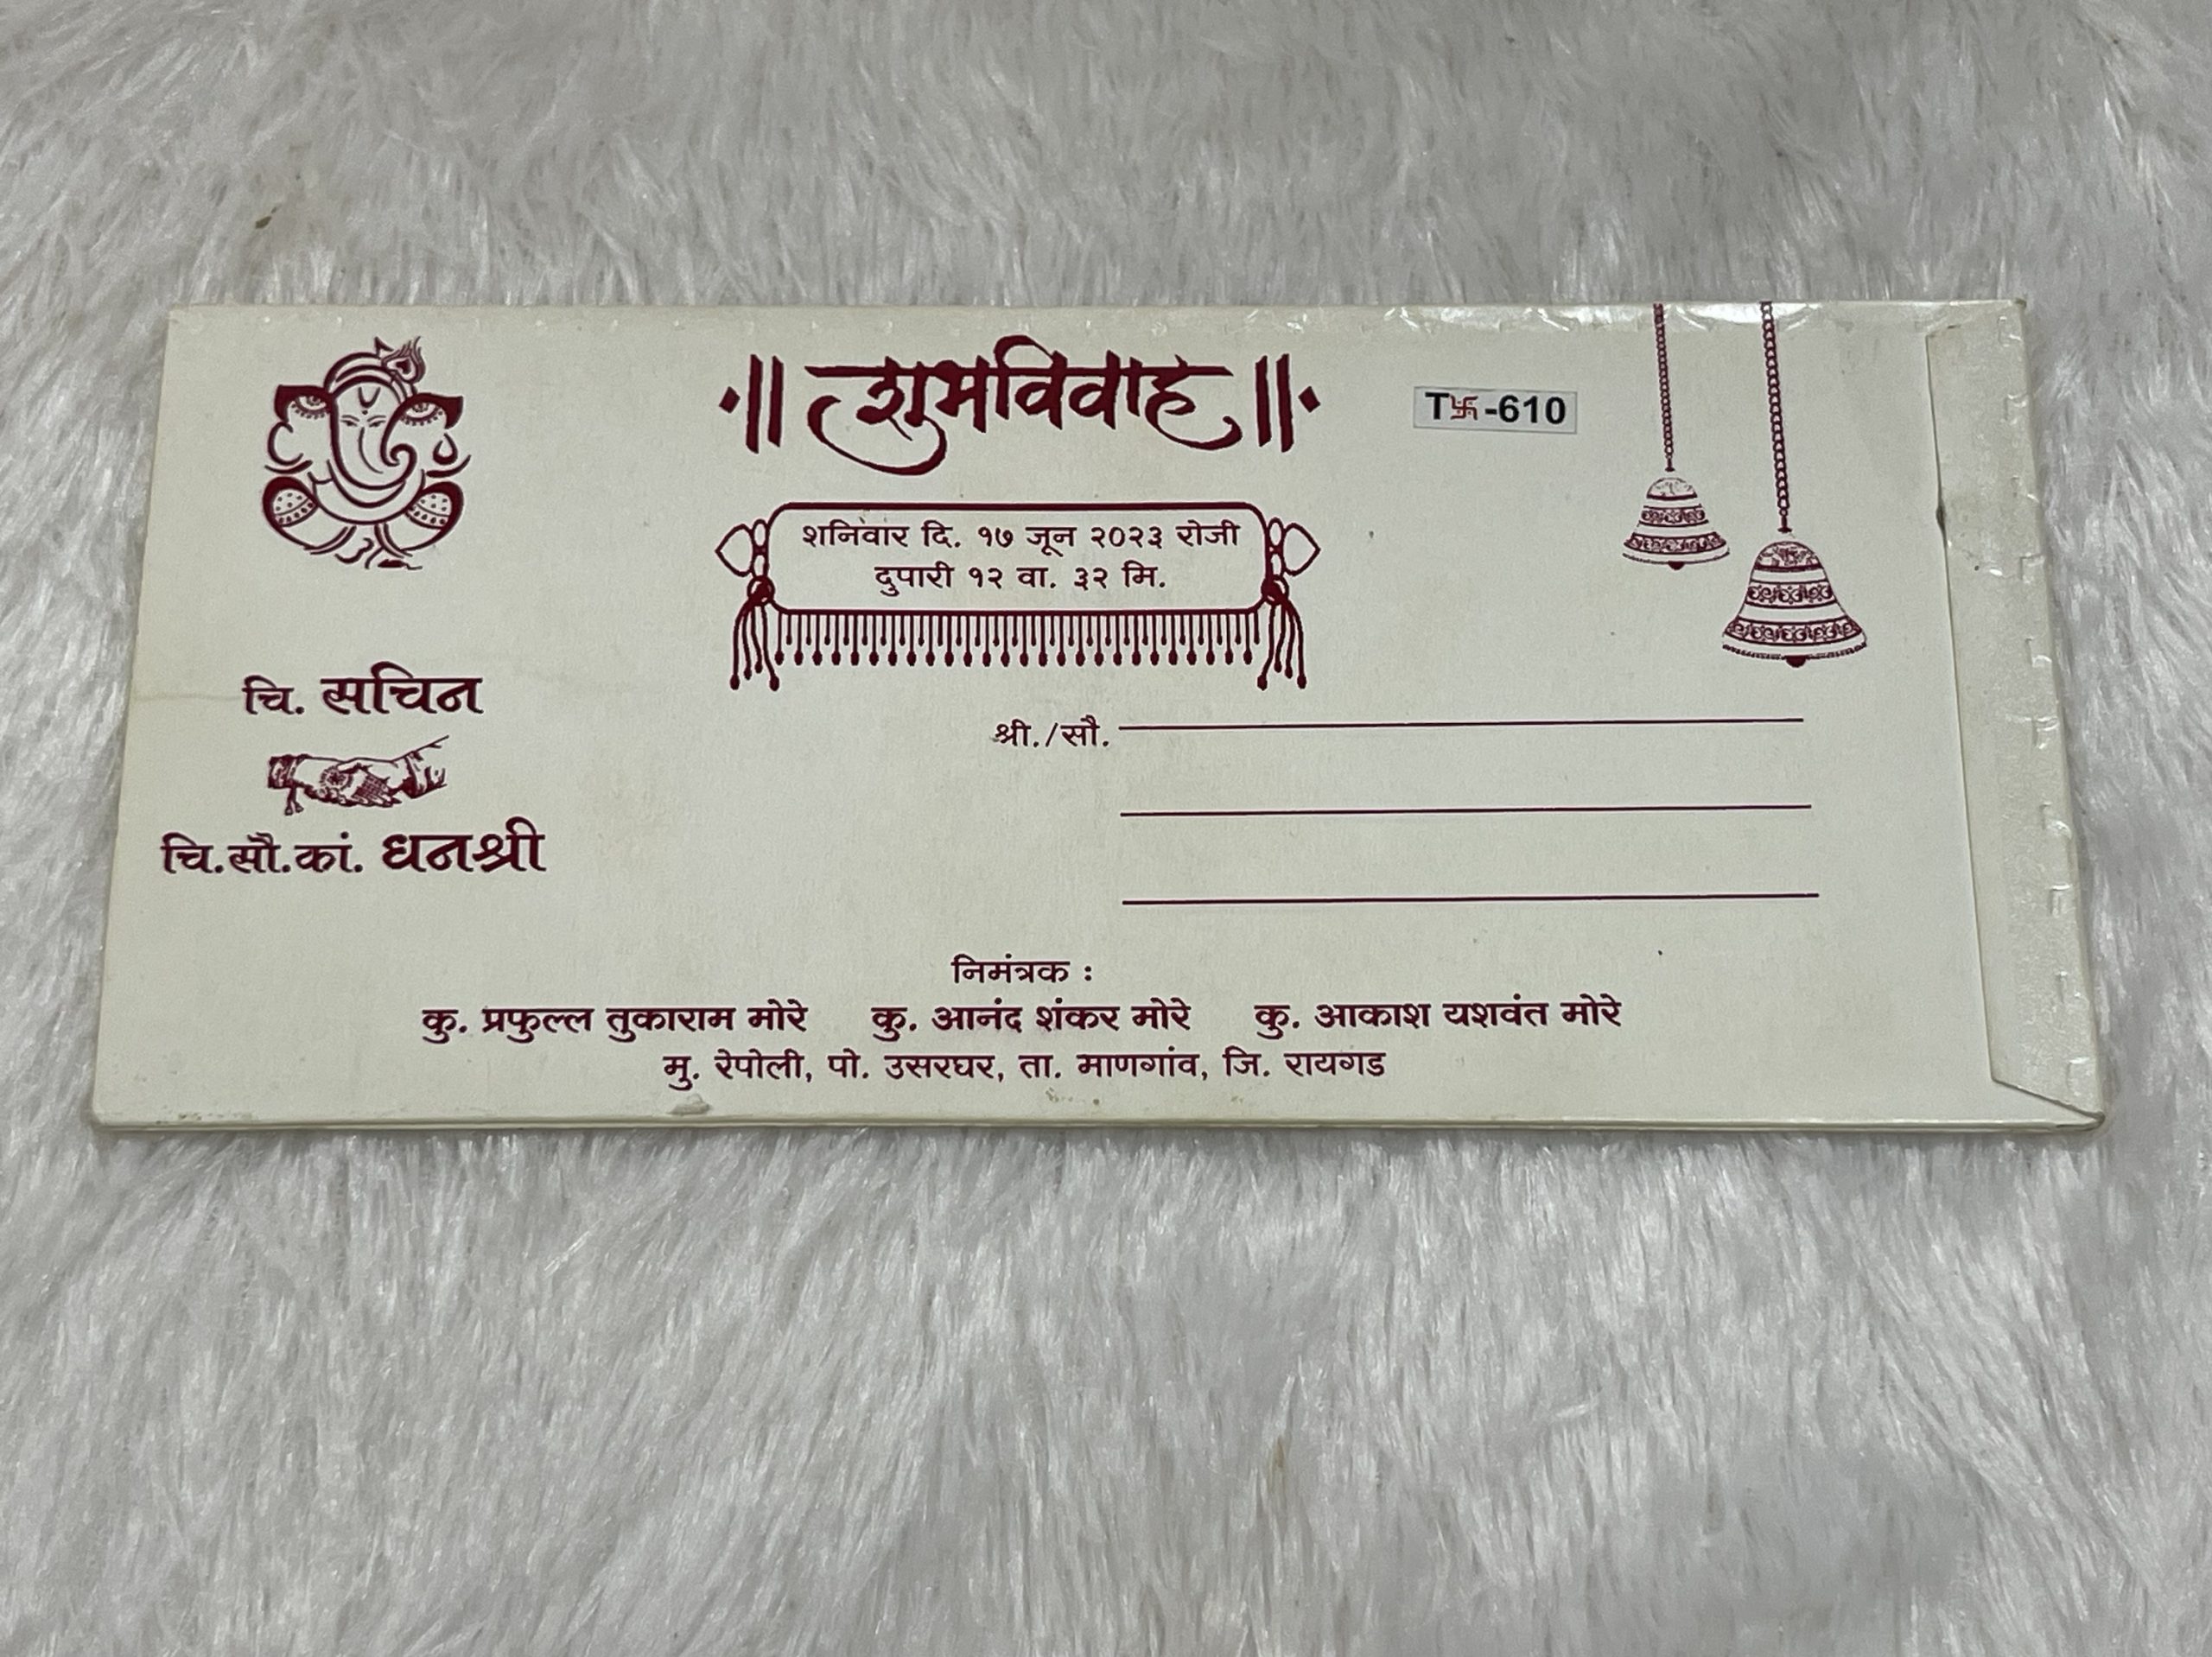 ॥ शुभविवाह ॥
T卐-610
शनिवार दि. १७ जून २०२३ रोजी
दुपारी १२ वा. ३२ मि.
चि. सचिन
चि.सौ.कां. धनश्री
श्री./सौ.
निमंत्रक :
कु. प्रफुल्ल तुकाराम मोरे कु. आनंद शंकर मोरे कु. आकाश यशवंत मोरे
मु. रेपोली, पो. उसरघर, ता. माणगांव, जि. रायगड